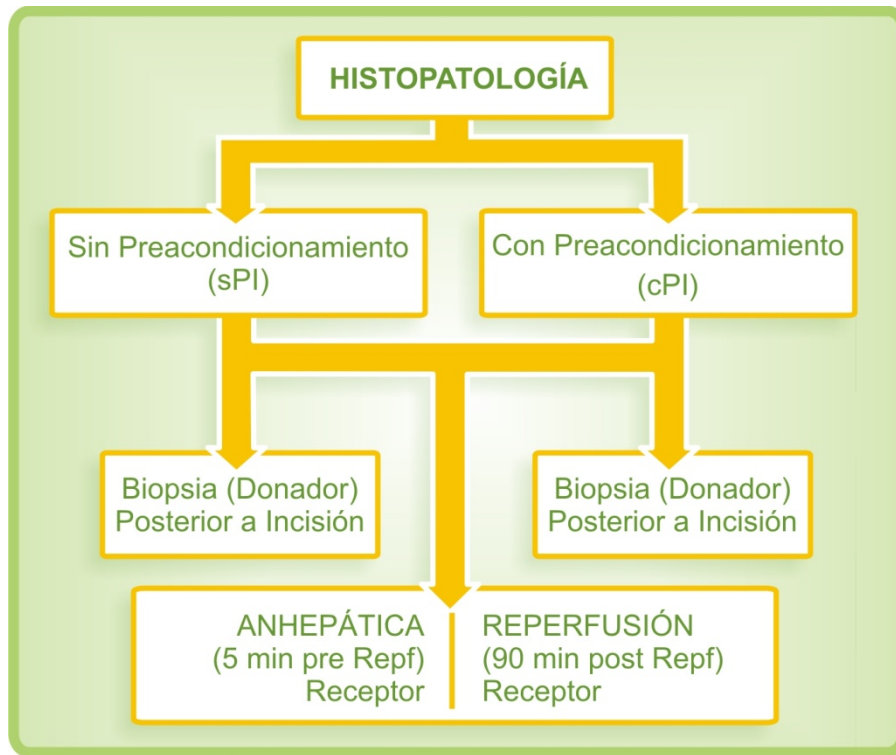 HISTOPATOLOGÍA
Sin Preacondicionamiento
(sPI)
Con Preacondicionamiento
(cPI)
Biopsia (Donador)
Posterior a Incisión
Biopsia (Donador)
Posterior a Incisión
ANHEPÁTICA
(5 min pre Repf)
Receptor
REPERFUSIÓN
(90 min post Repf)
Receptor